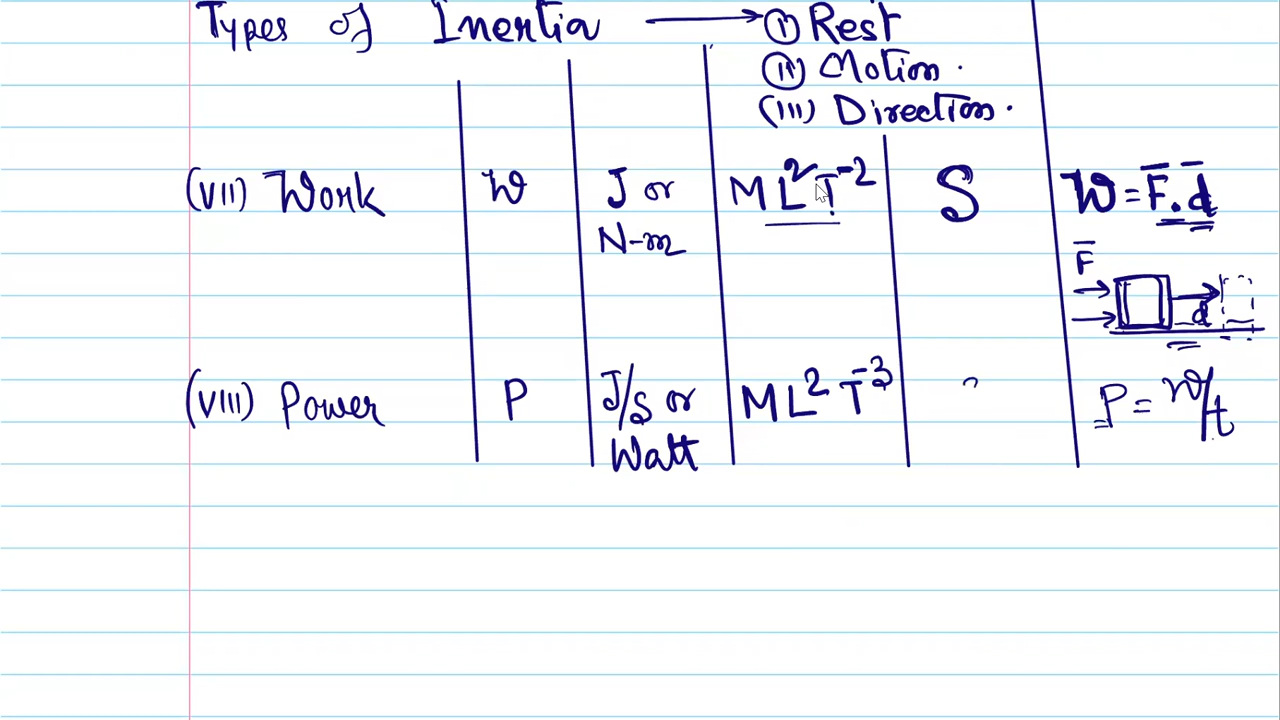 Types of Inertia → (i) Rest
(ii) Motion.
(iii) Direction.
(VII) Work W J or N-m ML²T⁻² S W = F̅.d̅
F̅
d
(VIII) Power P J/s or Watt ML²T⁻³ P = W/t